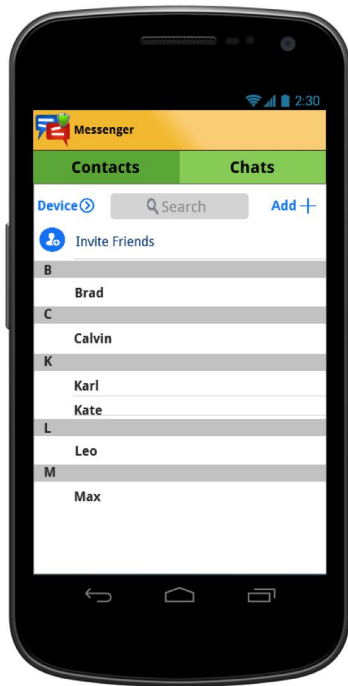 2:30
Messenger
Contacts Chats
Device Search Add
Invite Friends
B
Brad
C
Calvin
K
Karl
Kate
L
Leo
M
Max